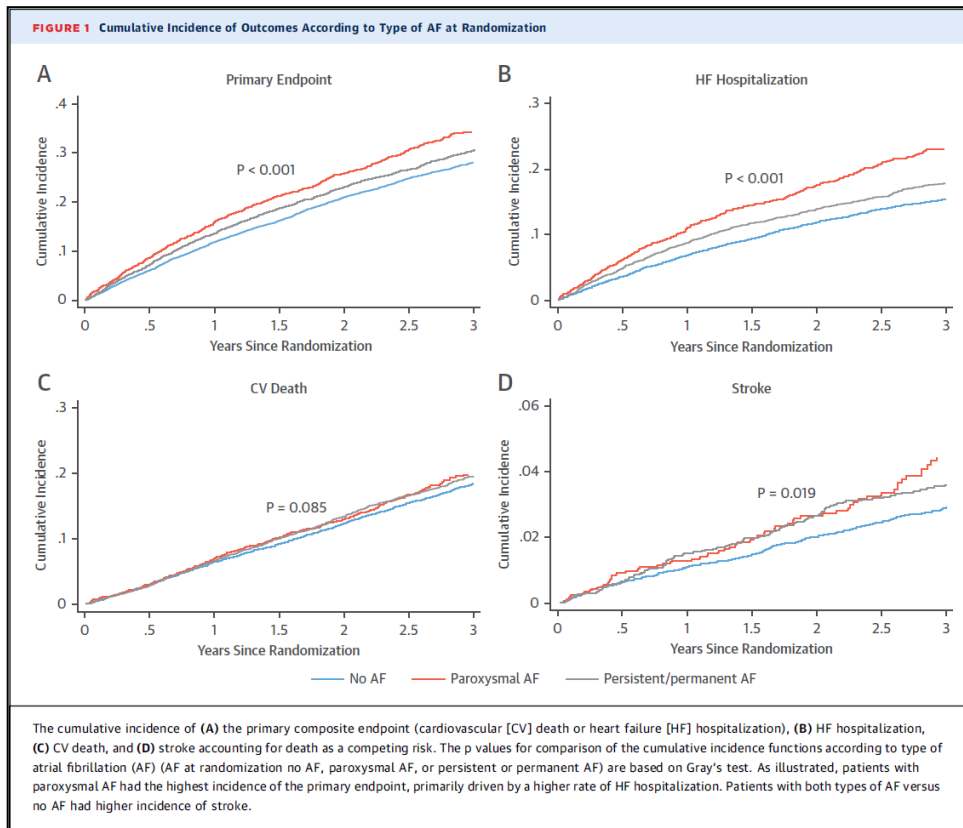 FIGURE 1 Cumulative Incidence of Outcomes According to Type of AF at Randomization
A
Primary Endpoint
.4
.3
.2
.1
0
Cumulative Incidence
P < 0.001
0 .5 1 1.5 2 2.5 3
Years Since Randomization
B
HF Hospitalization
.3
.2
.1
0
Cumulative Incidence
P < 0.001
0 .5 1 1.5 2 2.5 3
Years Since Randomization
C
CV Death
.3
.2
.1
0
Cumulative Incidence
P = 0.085
0 .5 1 1.5 2 2.5 3
Years Since Randomization
D
Stroke
.06
.04
.02
0
Cumulative Incidence
P = 0.019
0 .5 1 1.5 2 2.5 3
Years Since Randomization
No AF Paroxysmal AF Persistent/permanent AF
The cumulative incidence of (A) the primary composite endpoint (cardiovascular [CV] death or heart failure [HF] hospitalization), (B) HF hospitalization,
(C) CV death, and (D) stroke accounting for death as a competing risk. The p values for comparison of the cumulative incidence functions according to type of
atrial fibrillation (AF) (AF at randomization no AF, paroxysmal AF, or persistent or permanent AF) are based on Gray's test. As illustrated, patients with
paroxysmal AF had the highest incidence of the primary endpoint, primarily driven by a higher rate of HF hospitalization. Patients with both types of AF versus
no AF had higher incidence of stroke.